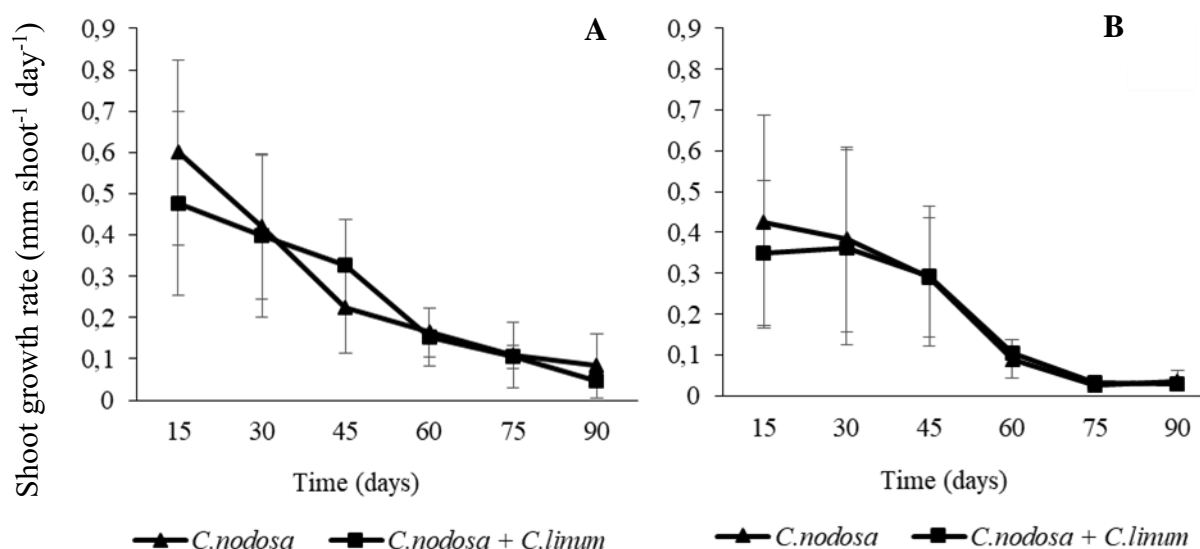 Shoot growth rate (mm shoot⁻¹ day⁻¹)
A
0,9
0,8
0,7
0,6
0,5
0,4
0,3
0,2
0,1
0
15 30 45 60 75 90
Time (days)
C.nodosa C.nodosa + C.linum
B
0,9
0,8
0,7
0,6
0,5
0,4
0,3
0,2
0,1
0
15 30 45 60 75 90
Time (days)
C.nodosa C.nodosa + C.linum